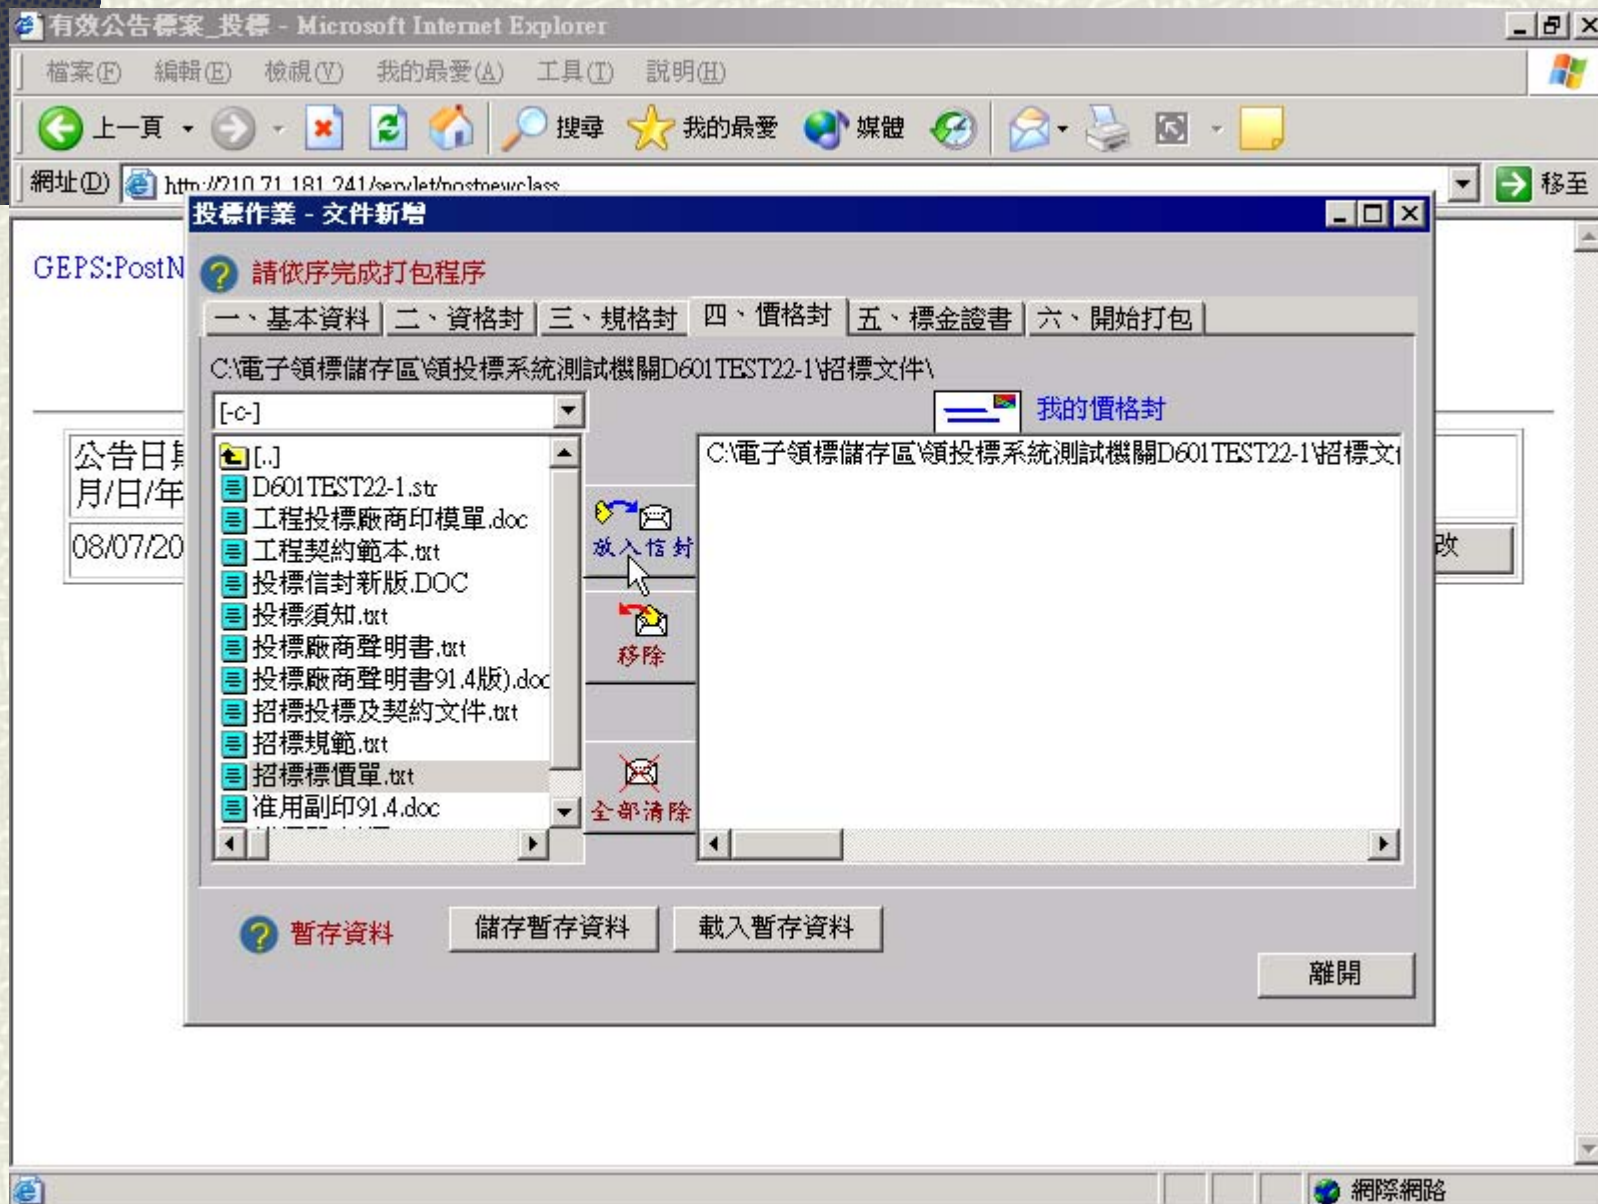 有效公告標案_投標 - Microsoft Internet Explorer
檔案(F) 編輯(E) 檢視(V) 我的最愛(A) 工具(T) 說明(H)
上一頁 搜尋 我的最愛 媒體
網址(D) http://210.71.181.241/servlet/postnewclass 移至
投標作業 - 文件新增
GEPS:PostN
請依序完成打包程序
一、基本資料 二、資格封 三、規格封 四、價格封 五、標金證書 六、開始打包
C:\電子領標儲存區\領投標系統測試機關D601TEST22-1\招標文件\
[-c-] 我的價格封
公告日期
月/日/年
08/07/20
[..]
D601TEST22-1.str
工程投標廠商印模單.doc
工程契約範本.txt
投標信封新版.DOC
投標須知.txt
投標廠商聲明書.txt
投標廠商聲明書91.4版).doc
招標投標及契約文件.txt
招標規範.txt
招標標價單.txt
准用副印91.4.doc
放入信封
移除
全部清除
C:\電子領標儲存區\領投標系統測試機關D601TEST22-1\招標文
改
暫存資料 儲存暫存資料 載入暫存資料
離開
網際網路